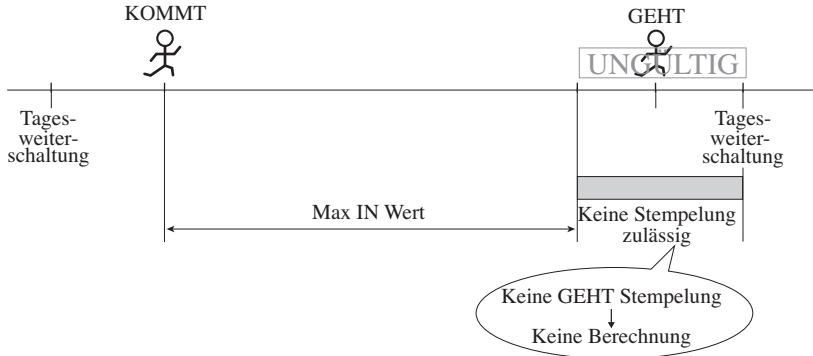 KOMMT
GEHT
UNGÜLTIG
Tages-
weiter-
schaltung
Tages-
weiter-
schaltung
Max IN Wert
Keine Stempelung
zulässig
Keine GEHT Stempelung
Keine Berechnung